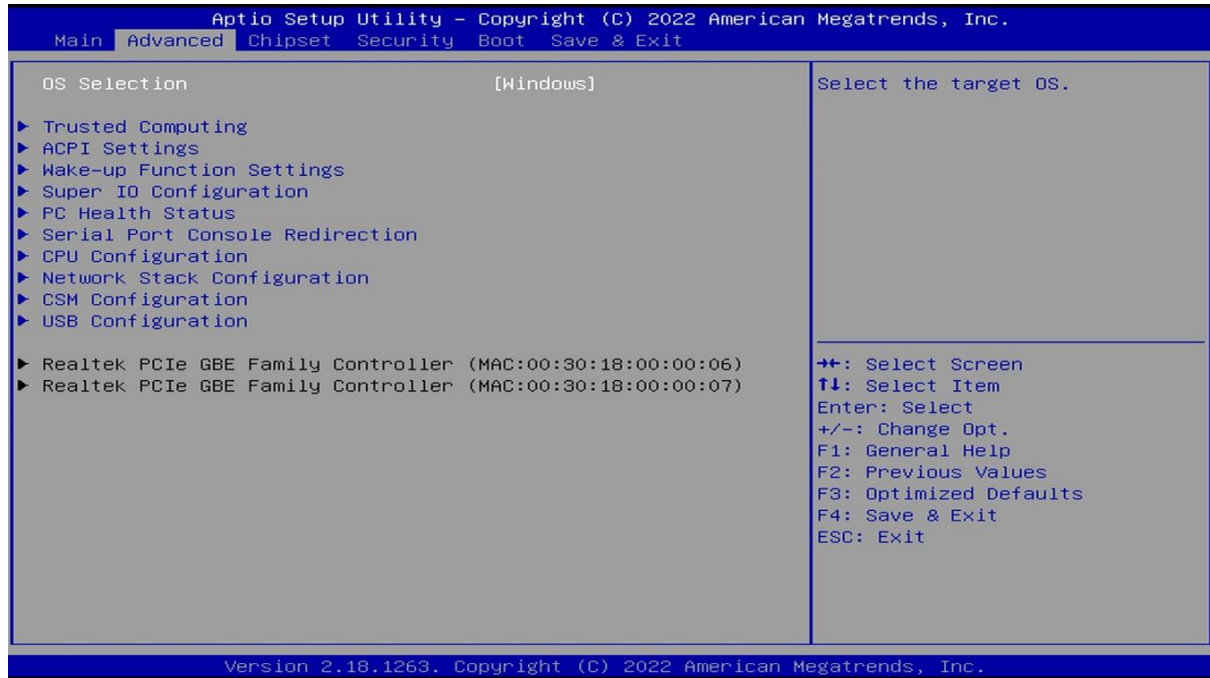 Aptio Setup Utility – Copyright (C) 2022 American Megatrends, Inc.
Main Advanced Chipset Security Boot Save & Exit
OS Selection [Windows]
▶ Trusted Computing
▶ ACPI Settings
▶ Wake-up Function Settings
▶ Super IO Configuration
▶ PC Health Status
▶ Serial Port Console Redirection
▶ CPU Configuration
▶ Network Stack Configuration
▶ CSM Configuration
▶ USB Configuration
▶ Realtek PCIe GBE Family Controller (MAC:00:30:18:00:00:06)
▶ Realtek PCIe GBE Family Controller (MAC:00:30:18:00:00:07)
Select the target OS.
→←: Select Screen
↑↓: Select Item
Enter: Select
+/-: Change Opt.
F1: General Help
F2: Previous Values
F3: Optimized Defaults
F4: Save & Exit
ESC: Exit
Version 2.18.1263. Copyright (C) 2022 American Megatrends, Inc.